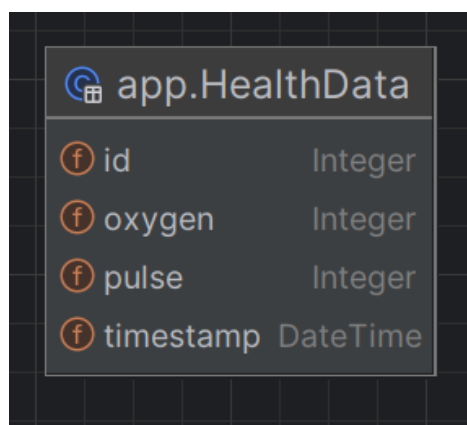 app.HealthData
f id Integer
f oxygen Integer
f pulse Integer
f timestamp DateTime